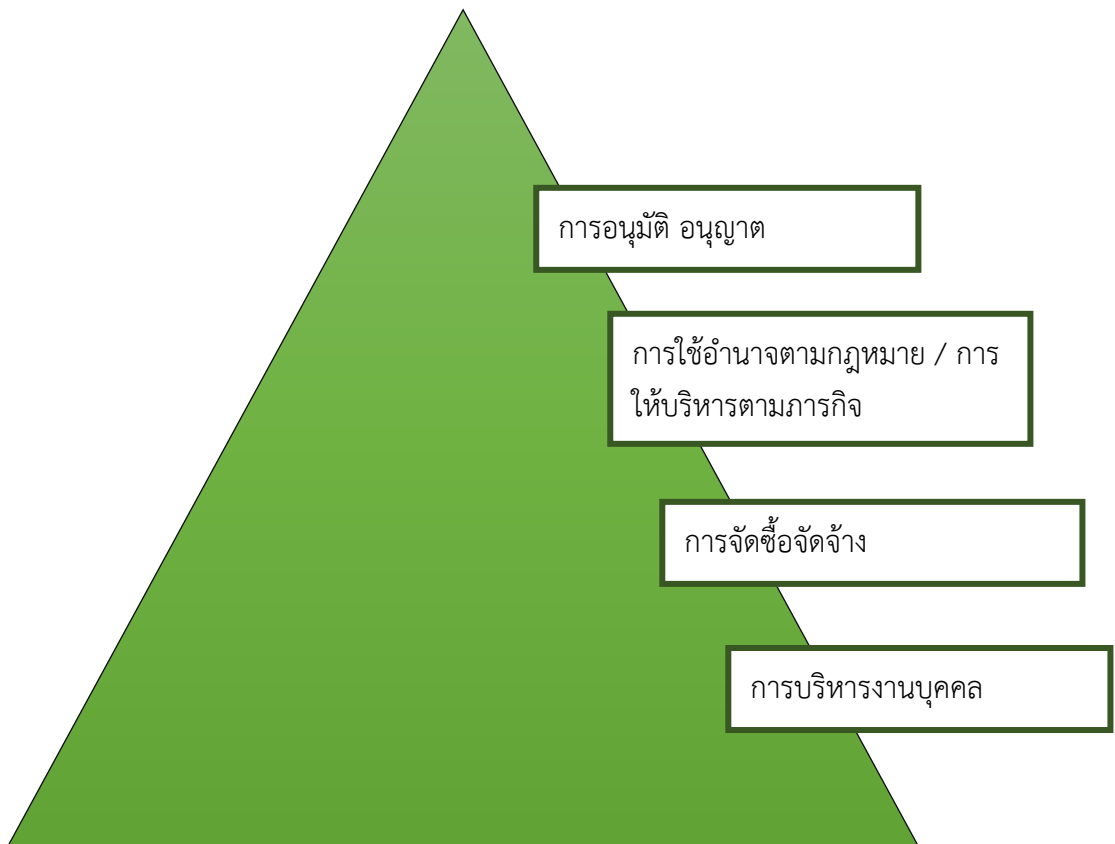 การอนุมัติ อนุญาต
การใช้อำนาจตามกฎหมาย / การ
ให้บริหารตามภารกิจ
การจัดซื้อจัดจ้าง
การบริหารงานบุคคล